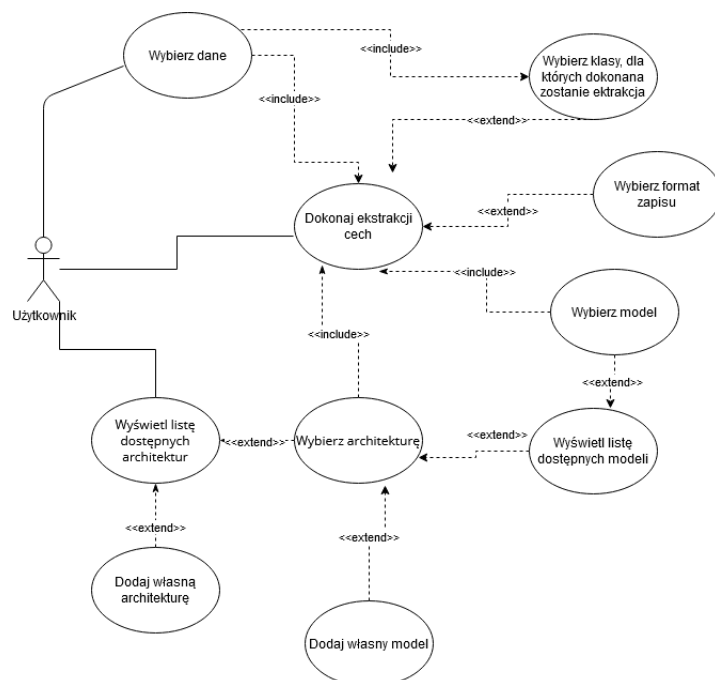 Wybierz dane
<<include>>
Wybierz klasy, dla
których dokonana
zostanie ektrakcja
<<include>>
<<extend>>
Wybierz format
zapisu
Dokonaj ekstrakcji
cech
<<extend>>
<<include>>
Użytkownik
Wybierz model
<<include>>
<<extend>>
Wyświetl listę
dostępnych
architektur
<<extend>>
Wybierz architekturę
<<extend>>
Wyświetl listę
dostępnych modeli
<<extend>>
<<extend>>
Dodaj własną
architekturę
Dodaj własny model